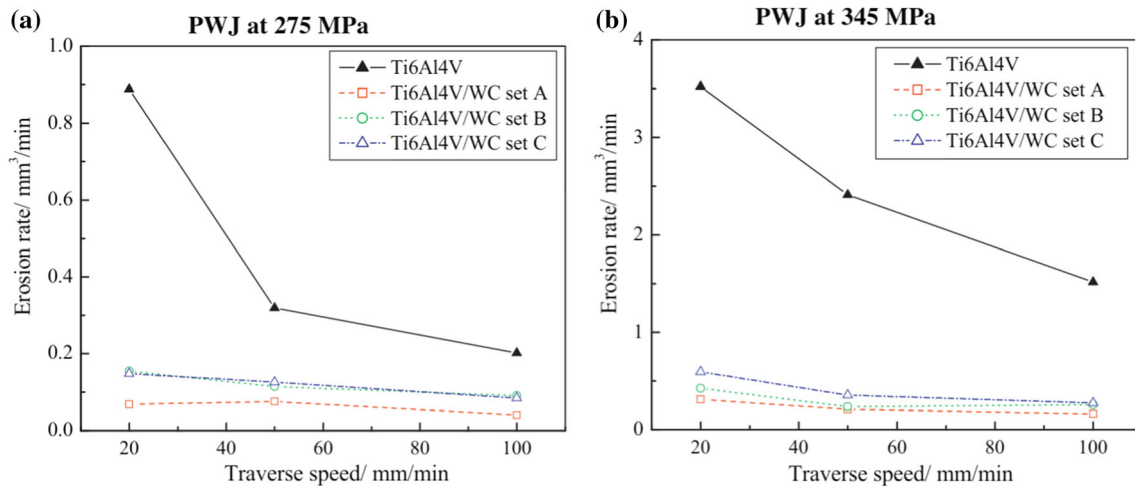 (a)
PWJ at 275 MPa
Erosion rate/ mm³/min
1.0
0.8
0.6
0.4
0.2
0.0
Ti6Al4V
Ti6Al4V/WC set A
Ti6Al4V/WC set B
Ti6Al4V/WC set C
20
40
60
80
100
Traverse speed/ mm/min
(b)
PWJ at 345 MPa
Erosion rate/ mm³/min
4
3
2
1
0
Ti6Al4V
Ti6Al4V/WC set A
Ti6Al4V/WC set B
Ti6Al4V/WC set C
20
40
60
80
100
Traverse speed/ mm/min